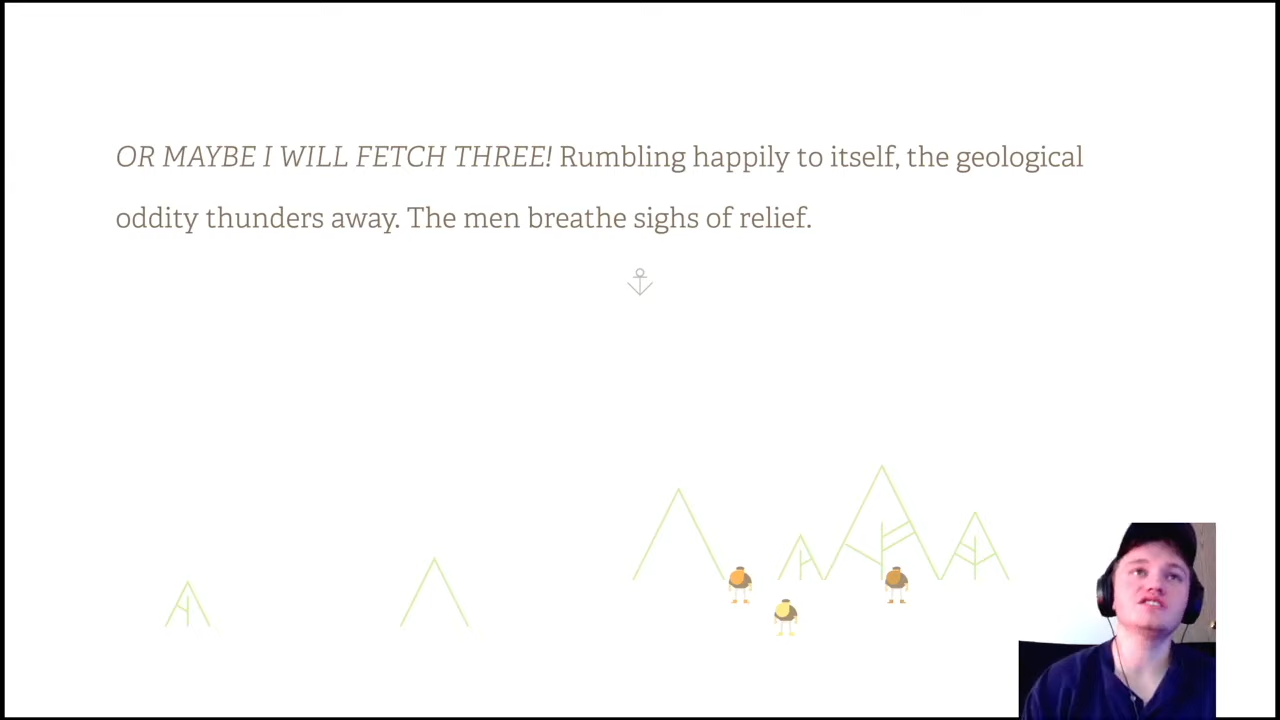 OR MAYBE I WILL FETCH THREE! Rumbling happily to itself, the geological
oddity thunders away. The men breathe sighs of relief.